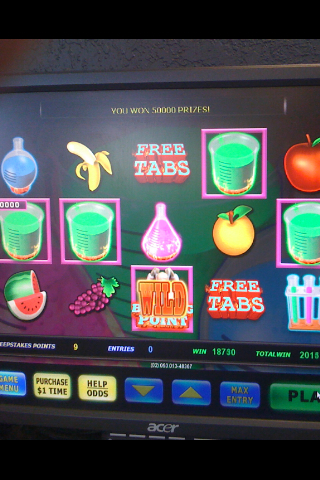 YOU WON 50000 PRIZES!
FREE
TABS
0000
WILD
POINT
FREE
TABS
EEPSTAKES POINTS 9 ENTRIES 0 WIN 18730 TOTALWIN 2018
GAME
MENU
PURCHASE
$1 TIME
HELP
ODDS
MAX
ENTRY
PLA
acer